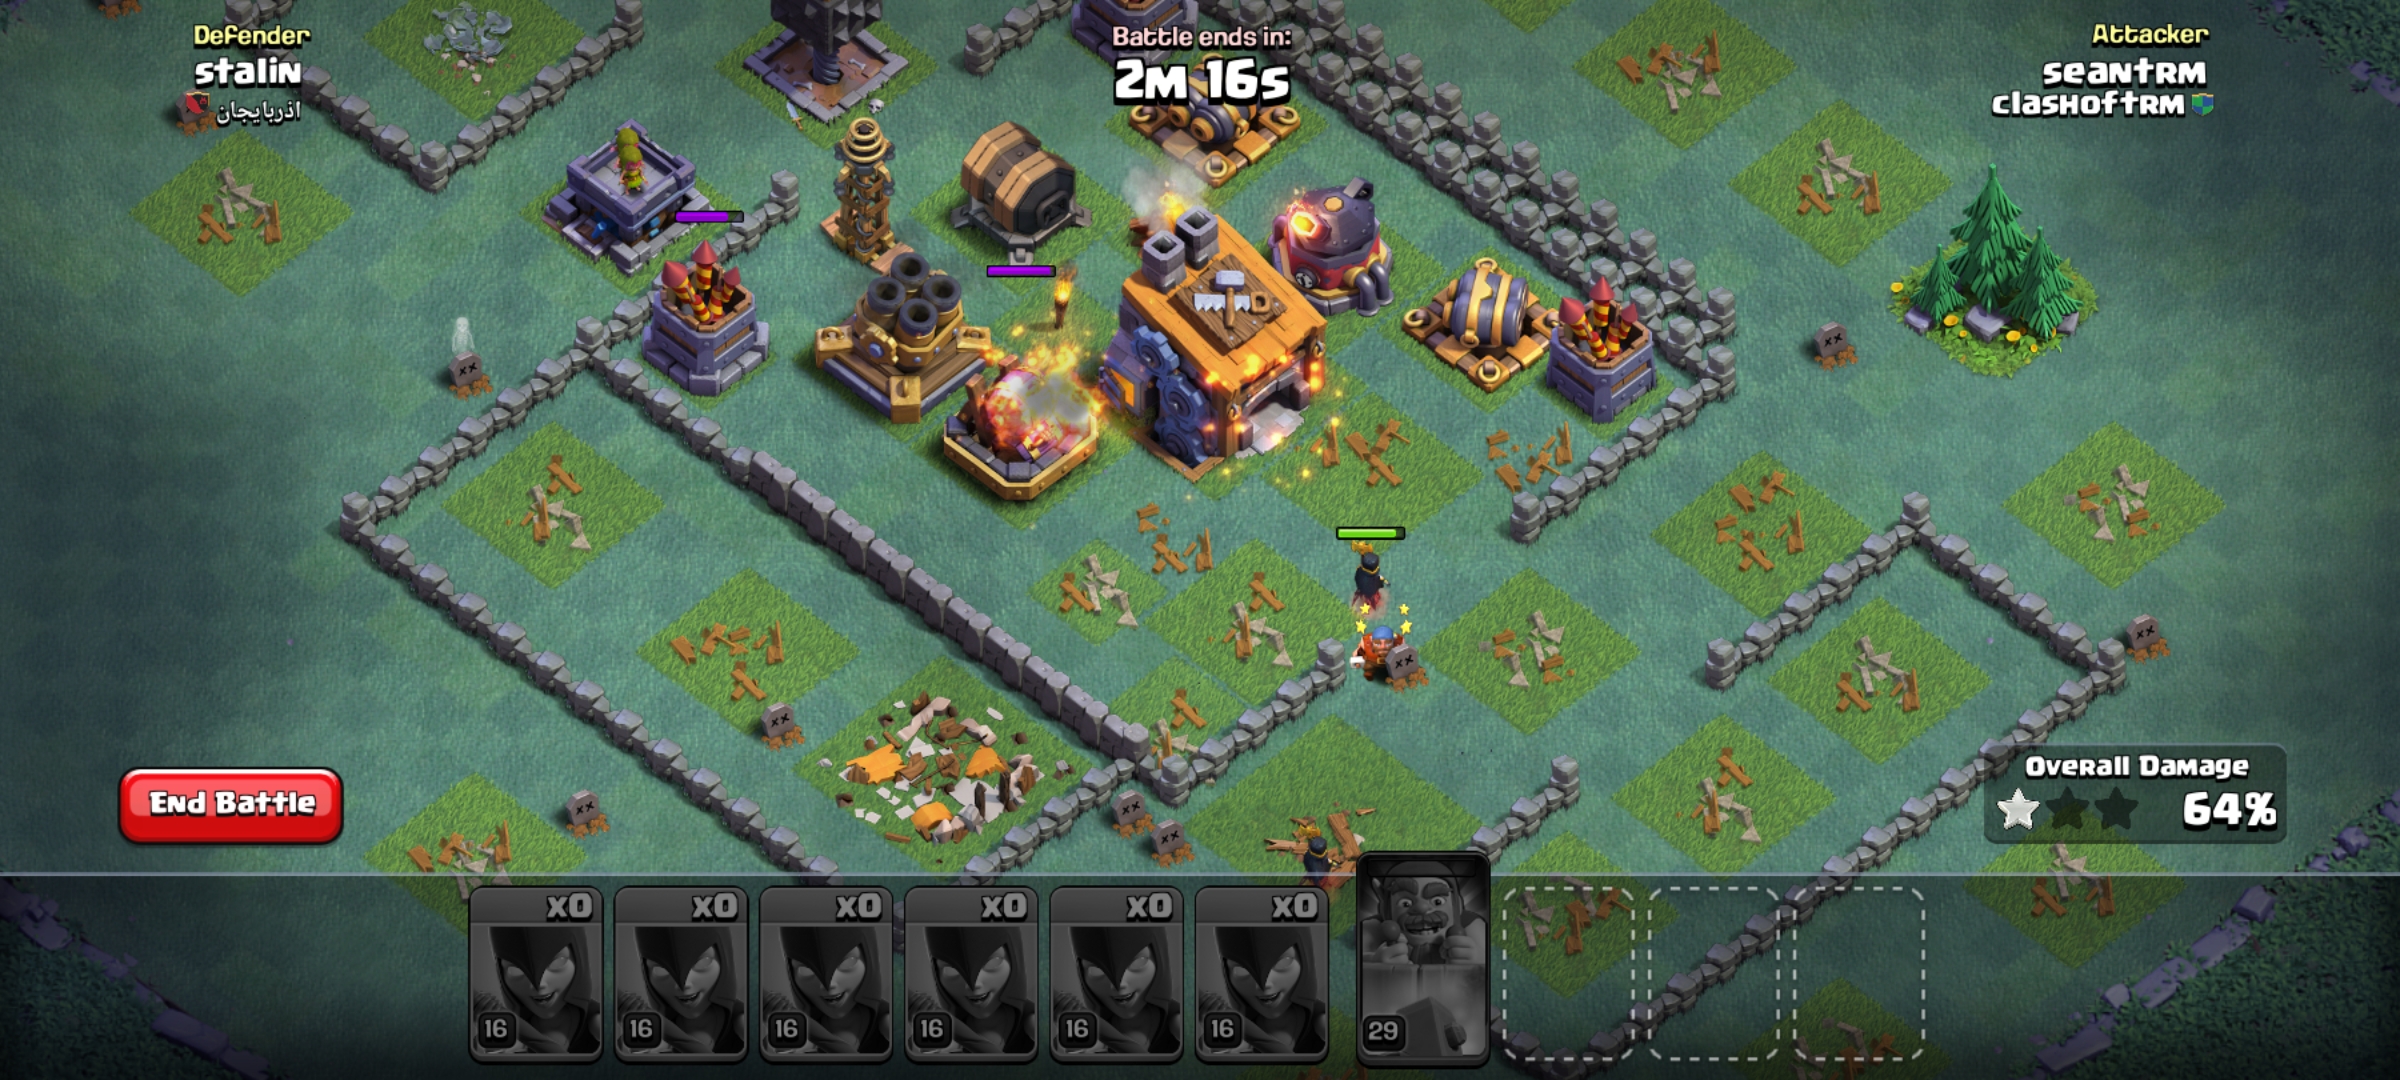 Defender
stalin
اذربایجان
Battle ends in:
2M 16s
Attacker
seantrm
clashoftrm
End Battle
Overall Damage
64%
x0
x0
x0
x0
x0
x0
16
16
16
16
16
16
29